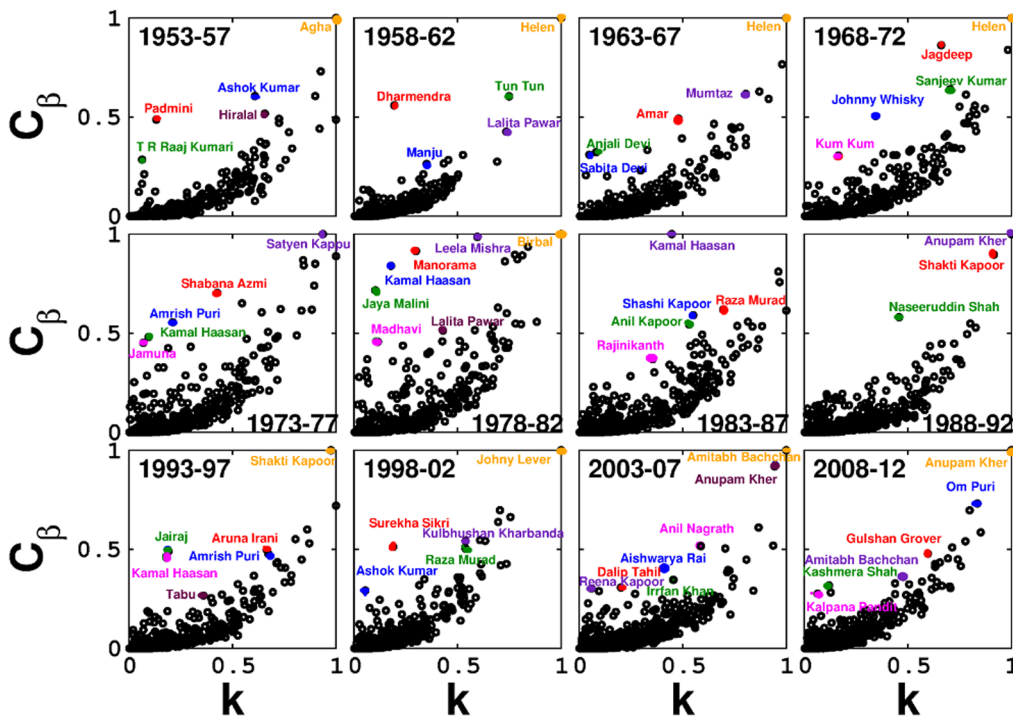 1
Agha
1953-57
Ashok Kumar
Padmini
Hiralal
T R Raaj Kumari
0.5
0
Cβ
Helen
1958-62
Tun Tun
Dharmendra
Lalita Pawar
Manju
Helen
1963-67
Mumtaz
Amar
Anjali Devi
Sabita Devi
Helen
1968-72
Jagdeep
Sanjeev Kumar
Johnny Whisky
Kum Kum
1
Satyen Kappu
Shabana Azmi
Amrish Puri
Kamal Haasan
Jamuna
1973-77
0.5
0
Cβ
Birbal
Leela Mishra
Manorama
Kamal Haasan
Jaya Malini
Madhavi
Lalita Pawar
1978-82
Kamal Haasan
Raza Murad
Shashi Kapoor
Anil Kapoor
Rajinikanth
1983-87
Anupam Kher
Shakti Kapoor
Naseeruddin Shah
1988-92
1
Shakti Kapoor
1993-97
Jairaj
Aruna Irani
Amrish Puri
Kamal Haasan
Tabu
0.5
0
Cβ
0 0.5 1
k
Johny Lever
1998-02
Surekha Sikri
Kulbhushan Kharbanda
Raza Murad
Ashok Kumar
0 0.5 1
k
Amitabh Bachchan
2003-07
Anupam Kher
Anil Nagrath
Aishwarya Rai
Dalip Tahil
Reena Kapoor
Irrfan Khan
0 0.5 1
k
Anupam Kher
2008-12
Om Puri
Gulshan Grover
Amitabh Bachchan
Kashmera Shah
Kalpana Pandit
0 0.5 1
k